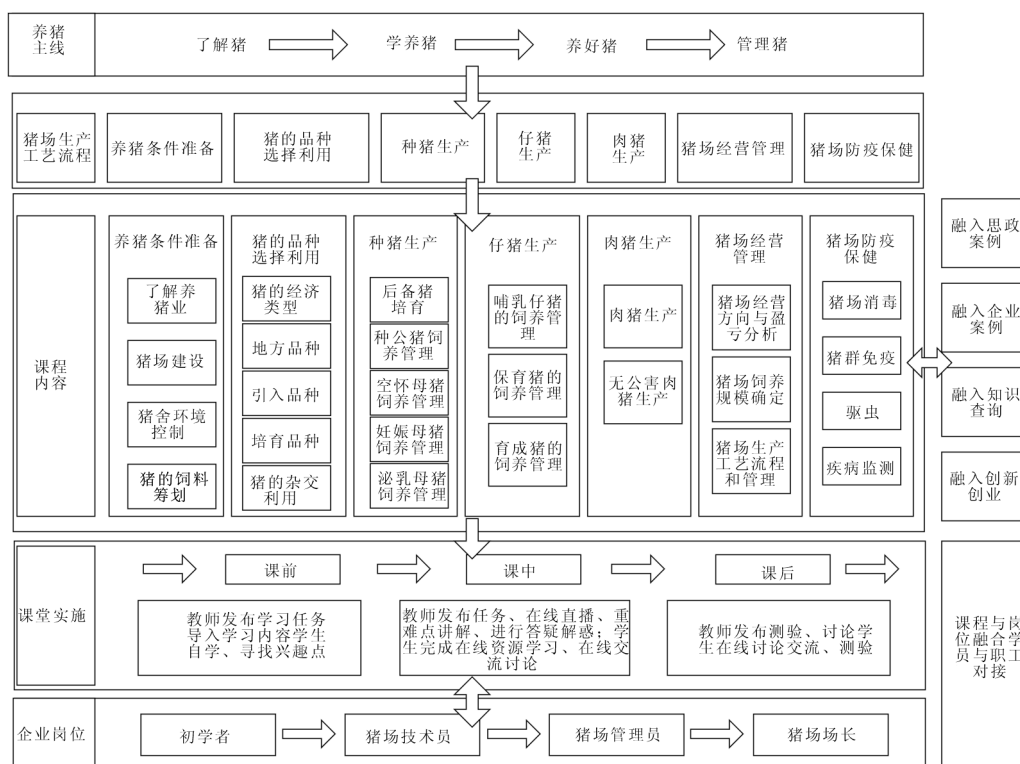 养猪
主线
了解猪
学养猪
养好猪
管理猪
猪场生产
工艺流程
养猪条件准备
猪的品种
选择利用
种猪生产
仔猪
生产
肉猪
生产
猪场经营管理
猪场防疫保健
课程
内容
养猪条件准备
了解养
猪业
猪场建设
猪舍环境
控制
猪的饲料
筹划
猪的品种
选择利用
猪的经济
类型
地方品种
引入品种
培育品种
猪的杂交
利用
种猪生产
后备猪
培育
种公猪饲
养管理
空怀母猪
饲养管理
妊娠母猪
饲养管理
泌乳母猪
饲养管理
仔猪生产
哺乳仔猪
的饲养管
理
保育猪的
饲养管理
育成猪的
饲养管理
肉猪生产
肉猪生产
无公害肉
猪生产
猪场经营
管理
猪场经营
方向与盈
亏分析
猪场饲养
规模确定
猪场生产
工艺流程
和管理
猪场防疫
保健
猪场消毒
猪群免疫
驱虫
疾病监测
融入思政
案例
融入企业
案例
融入知识
查询
融入创新
创业
课堂实施
课前
教师发布学习任务
导入学习内容学生
自学、寻找兴趣点
课中
教师发布任务、在线直播、重
难点讲解、进行答疑解惑；学
生完成在线资源学习、在线交
流讨论
课后
教师发布测验、讨论学
生在线讨论交流、测验
课程与岗
位融合学
员与职工
对接
企业岗位
初学者
猪场技术员
猪场管理员
猪场场长